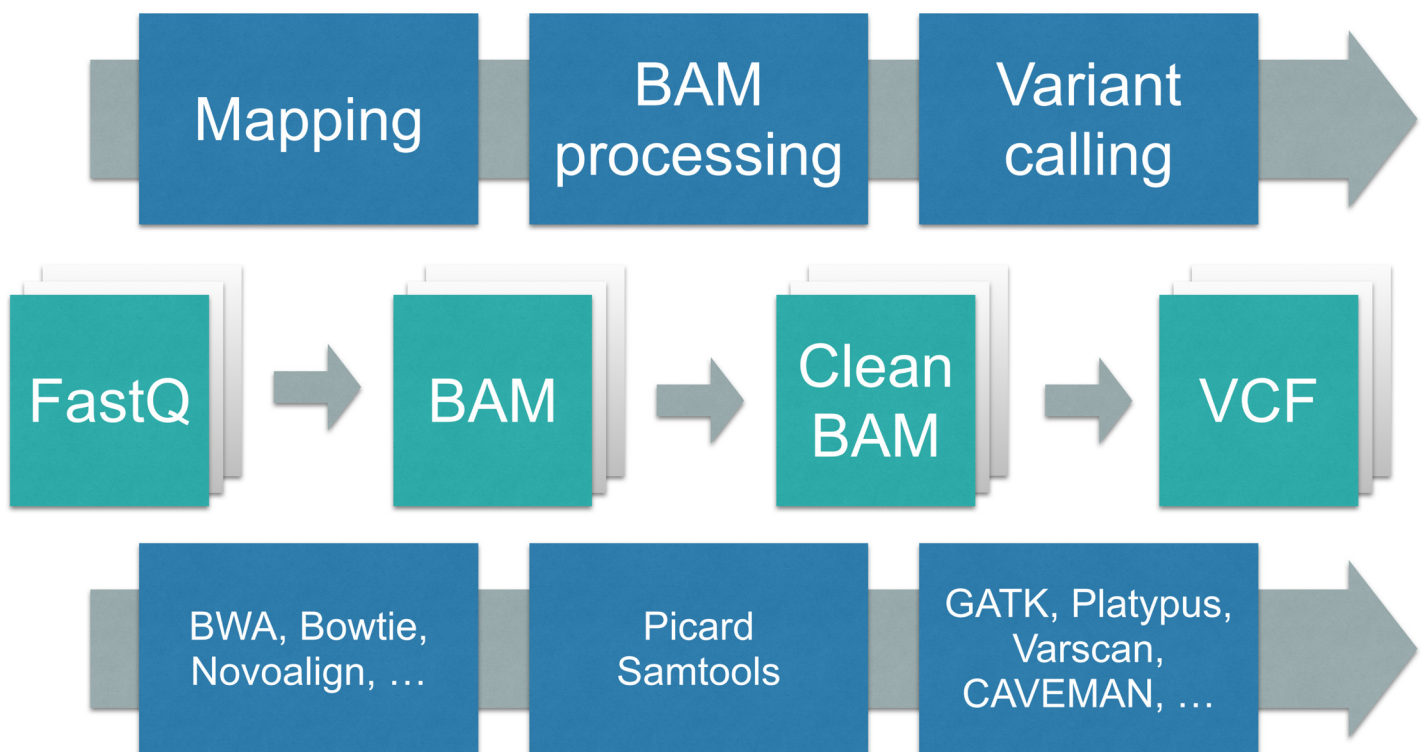 Mapping
BAM
processing
Variant
calling
FastQ
BAM
Clean
BAM
VCF
BWA, Bowtie,
Novoalign, …
Picard
Samtools
GATK, Platypus,
Varscan,
CAVEMAN, …